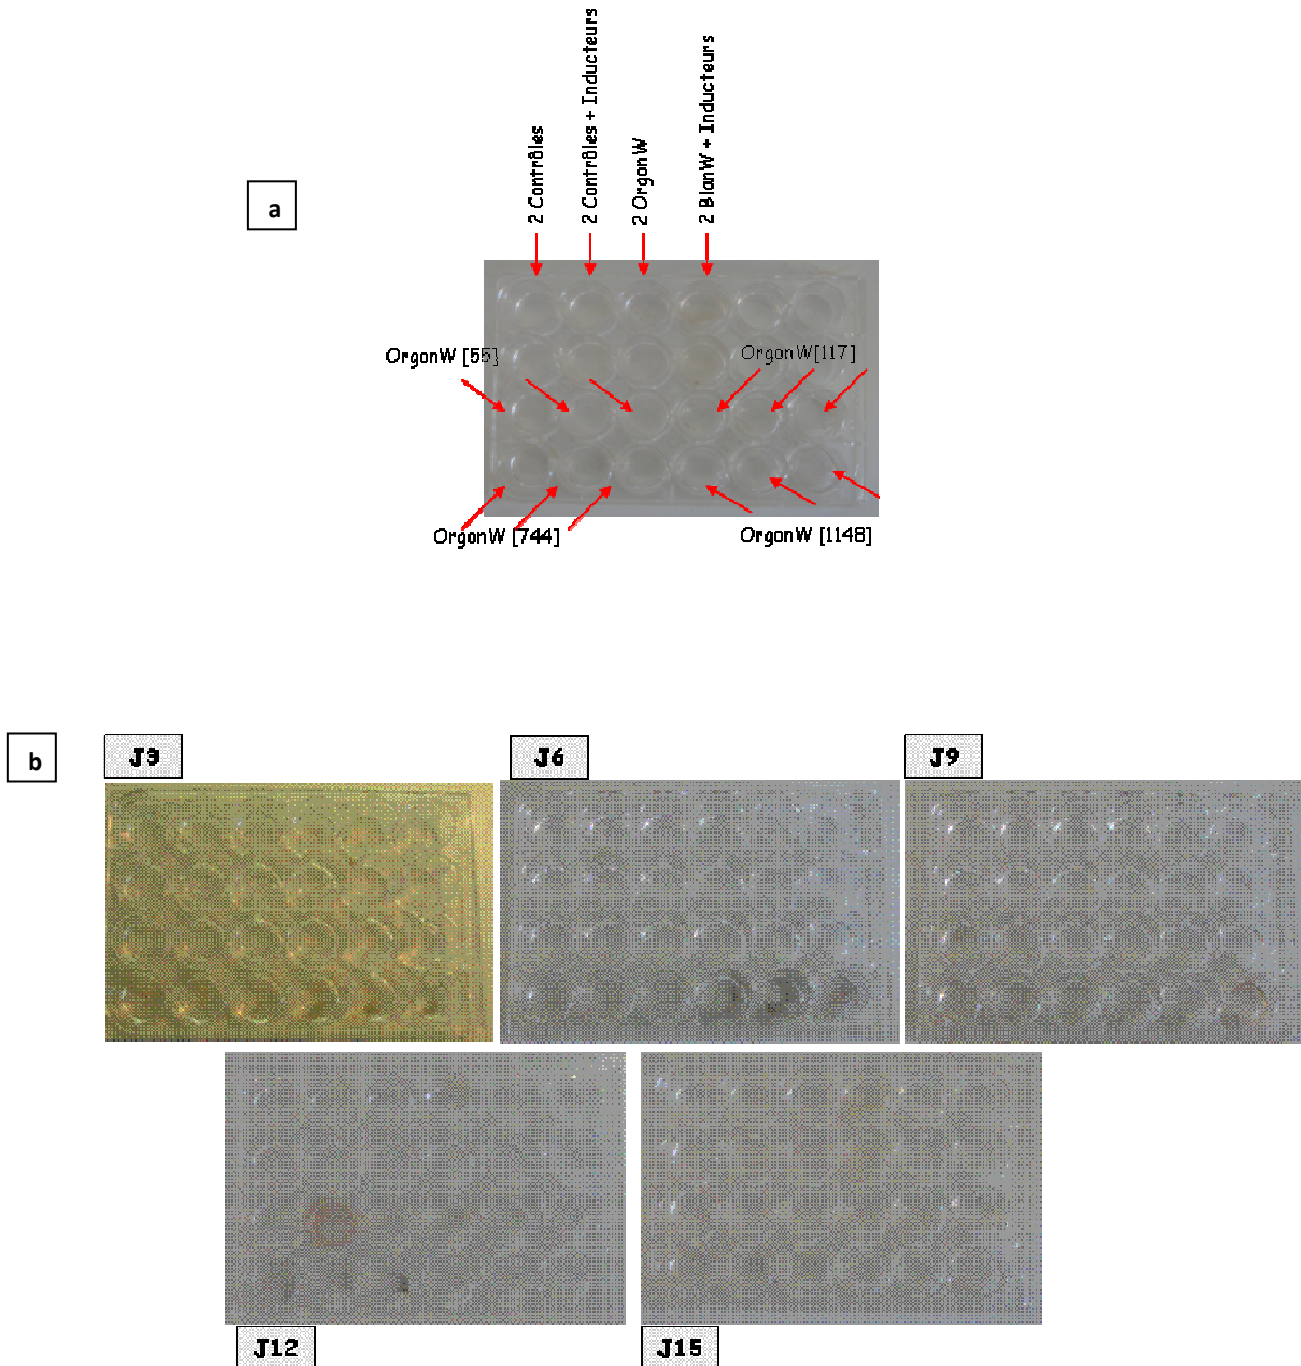 2 Contrôles
2 Contrôles + Inducteurs
2 OrgonW
2 BlanW + Inducteurs
a
OrgonW [55]
OrgonW[117]
OrgonW [744]
OrgonW [1148]
b
J3
J6
J9
J12
J15